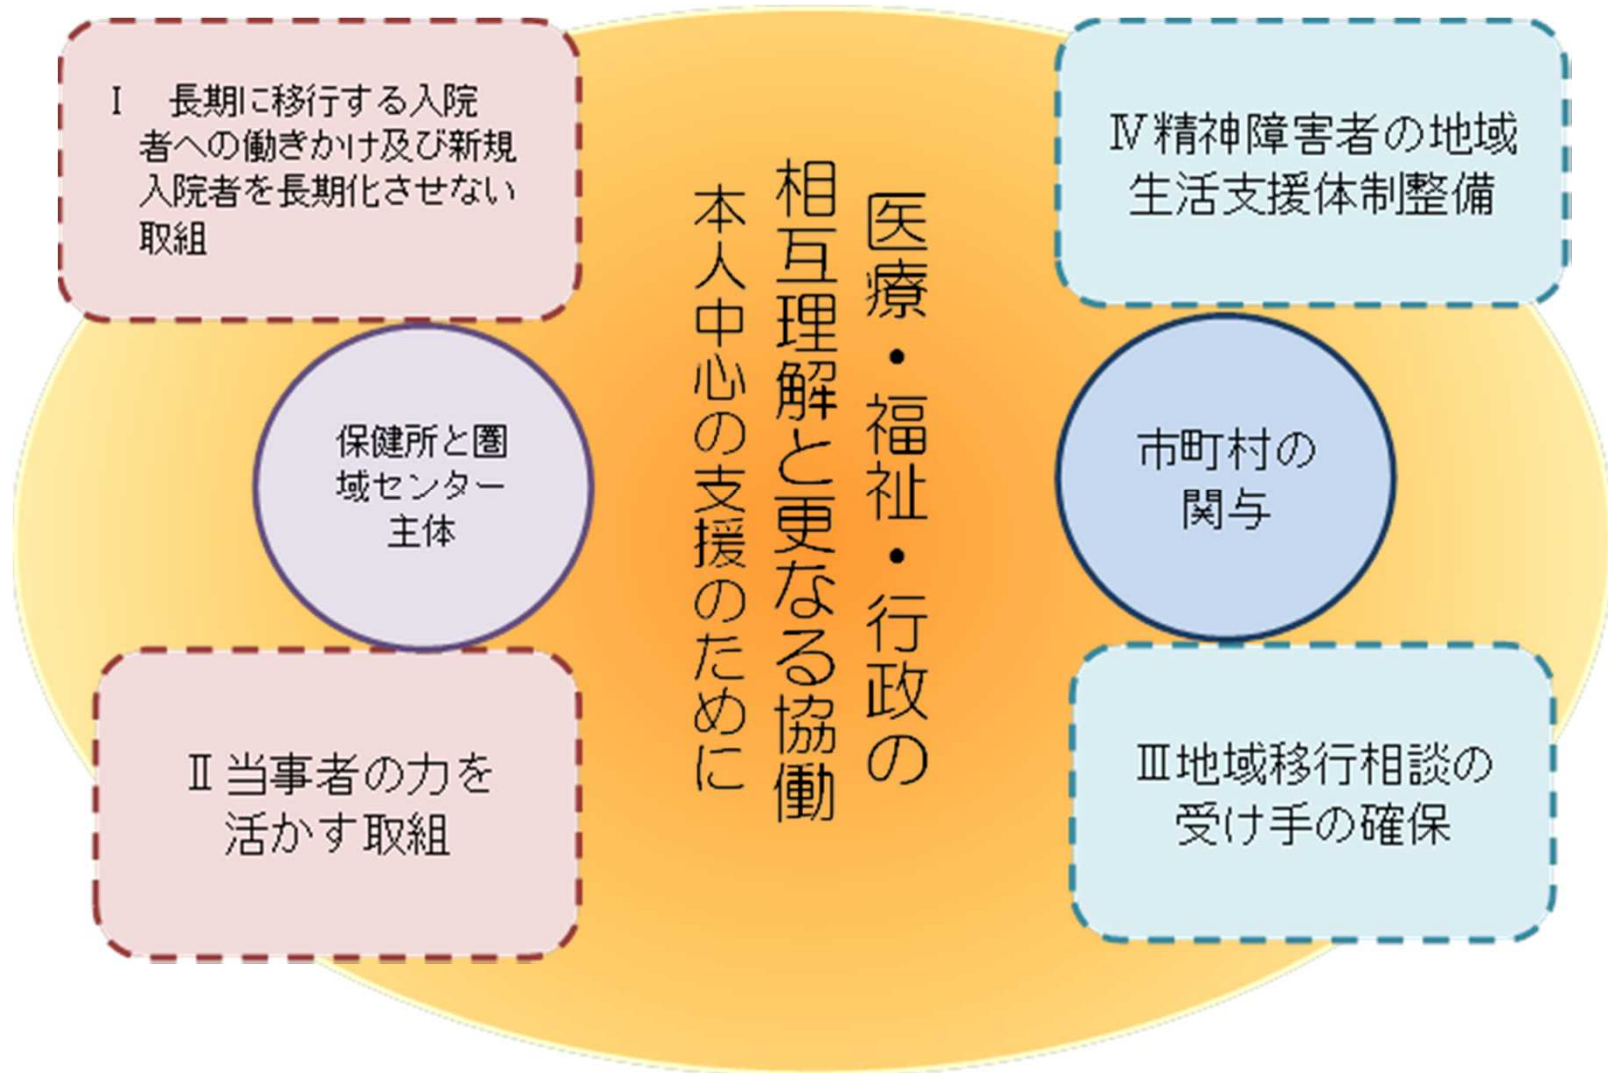 Ⅰ　長期に移行する入院
者への働きかけ及び新規
入院者を長期化させない
取組
保健所と圏
域センター
主体
Ⅱ当事者の力を
活かす取組
医療・福祉・行政の
相互理解と更なる協働
本人中心の支援のために
Ⅳ精神障害者の地域
生活支援体制整備
市町村の
関与
Ⅲ地域移行相談の
受け手の確保